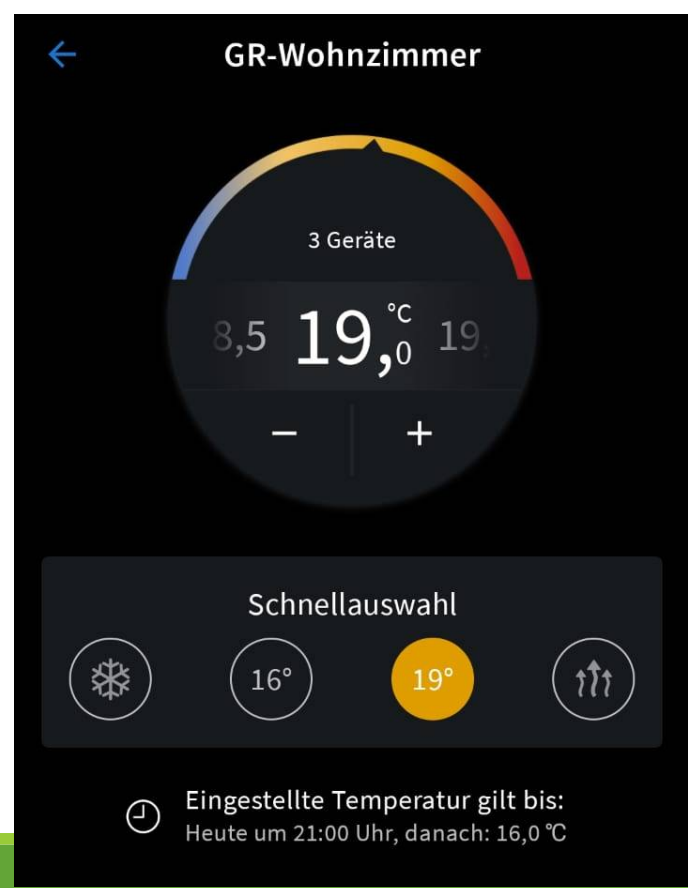 GR-Wohnzimmer
3 Geräte
8,5 19,0 °C 19,
− +
Schnellauswahl
16° 19°
Eingestellte Temperatur gilt bis:
Heute um 21:00 Uhr, danach: 16,0 °C